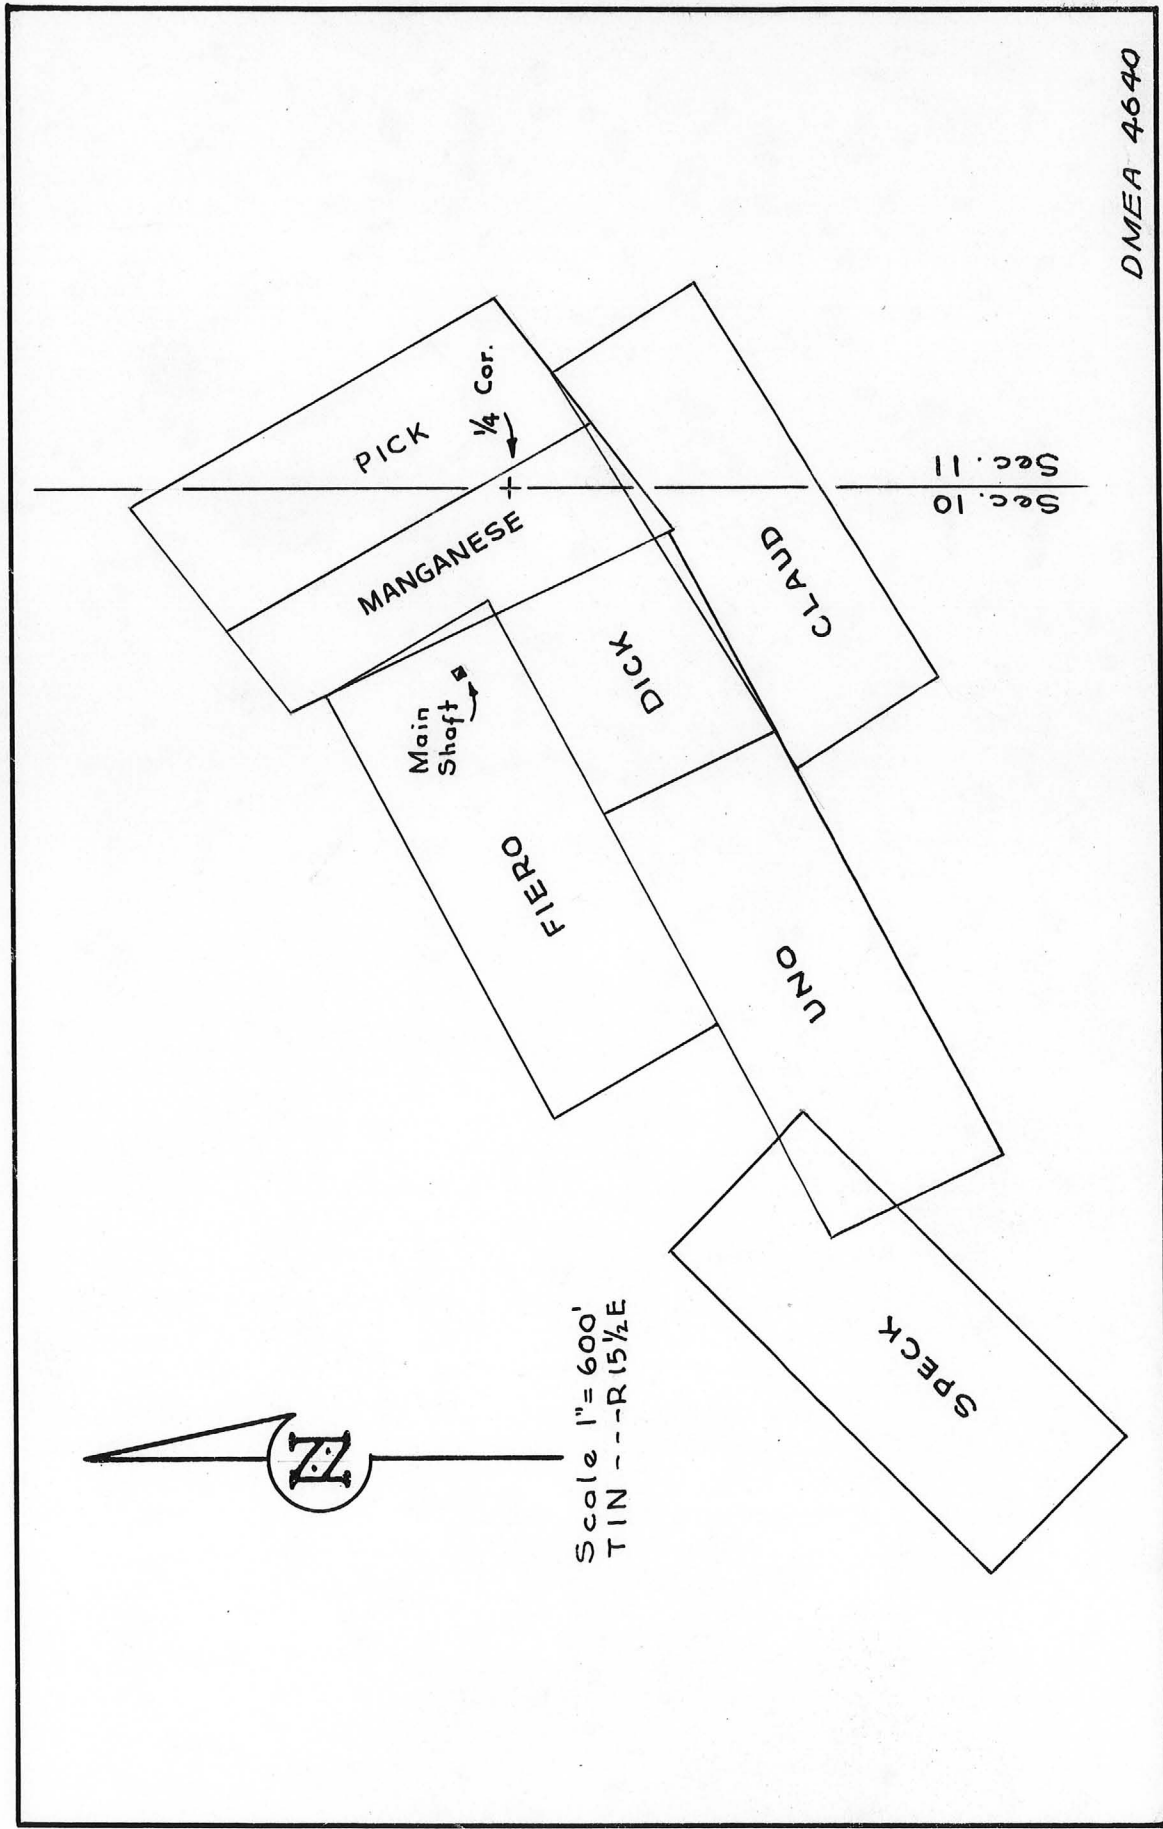 DMEA 4640
PICK
1/4 Cor.
MANGANESE
Sec. 11
Sec. 10
Main
Shaft
DICK
CLAUD
FIERO
UNO
SPECK
N
Scale 1"= 600'
T1N ---R 15½E